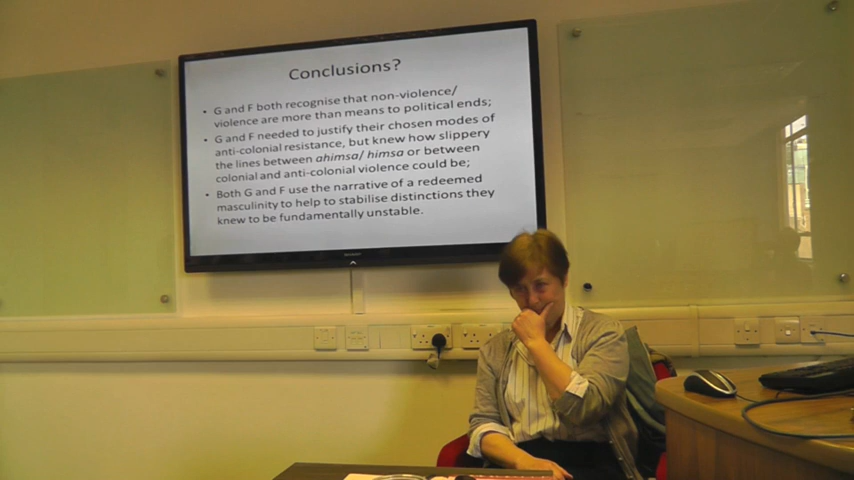 Conclusions?
• G and F both recognise that non-violence/
violence are more than means to political ends;
• G and F needed to justify their chosen modes of
anti-colonial resistance, but knew how slippery
the lines between ahimsa/ himsa or between
colonial and anti-colonial violence could be;
• Both G and F use the narrative of a redeemed
masculinity to help to stabilise distinctions they
knew to be fundamentally unstable.